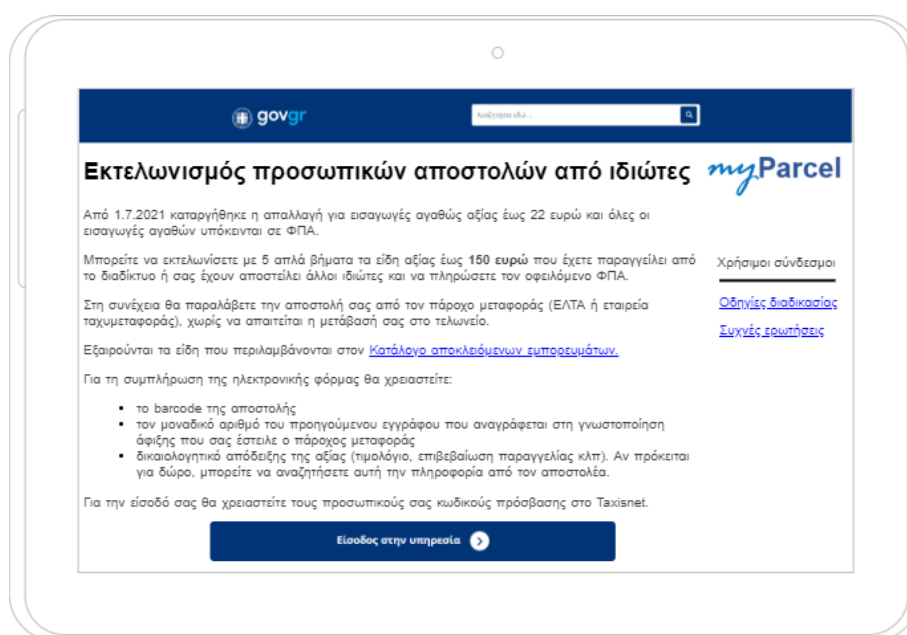 govgr
Αναζητήστε εδώ...
Εκτελωνισμός προσωπικών αποστολών από ιδιώτες
myParcel
Από 1.7.2021 καταργήθηκε η απαλλαγή για εισαγωγές αγαθώς αξίας έως 22 ευρώ και όλες οι
εισαγωγές αγαθών υπόκεινται σε ΦΠΑ.
Μπορείτε να εκτελωνίσετε με 5 απλά βήματα τα είδη αξίας έως 150 ευρώ που έχετε παραγγείλει από
το διαδίκτυο ή σας έχουν αποστείλει άλλοι ιδιώτες και να πληρώσετε τον οφειλόμενο ΦΠΑ.
Στη συνέχεια θα παραλάβετε την αποστολή σας από τον πάροχο μεταφοράς (ΕΛΤΑ ή εταιρεία
ταχυμεταφοράς), χωρίς να απαιτείται η μετάβασή σας στο τελωνείο.
Εξαιρούνται τα είδη που περιλαμβάνονται στον Κατάλογο αποκλειόμενων εμπορευμάτων.
Για τη συμπλήρωση της ηλεκτρονικής φόρμας θα χρειαστείτε:
• το barcode της αποστολής
• τον μοναδικό αριθμό του προηγούμενου εγγράφου που αναγράφεται στη γνωστοποίηση
άφιξης που σας έστειλε ο πάροχος μεταφοράς
• δικαιολογητικό απόδειξης της αξίας (τιμολόγιο, επιβεβαίωση παραγγελίας κλπ). Αν πρόκειται
για δώρο, μπορείτε να αναζητήσετε αυτή την πληροφορία από τον αποστολέα.
Για την είσοδό σας θα χρειαστείτε τους προσωπικούς σας κωδικούς πρόσβασης στο Taxisnet.
Είσοδος στην υπηρεσία
Χρήσιμοι σύνδεσμοι
Οδηγίες διαδικασίας
Συχνές ερωτήσεις